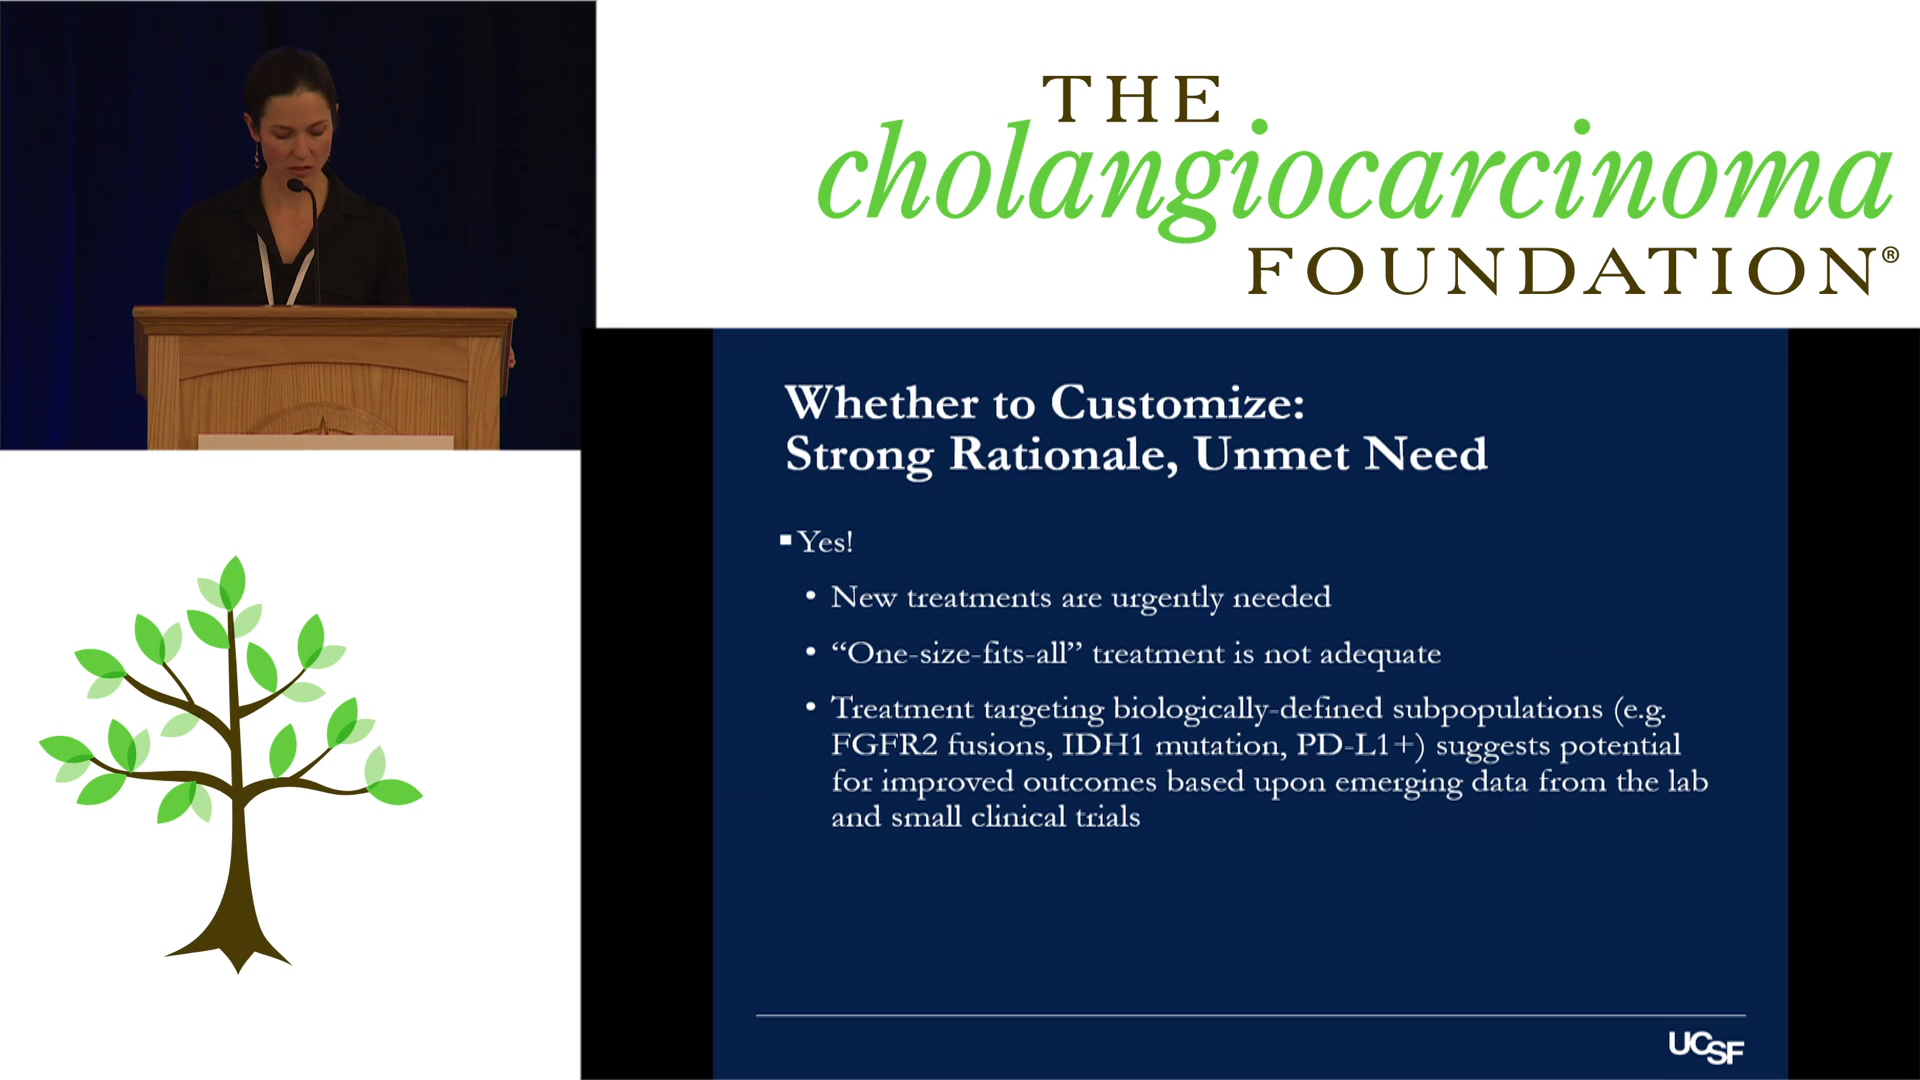 THE
cholangiocarcinoma
FOUNDATION®
Whether to Customize:
Strong Rationale, Unmet Need
▪ Yes!
• New treatments are urgently needed
• “One-size-fits-all” treatment is not adequate
• Treatment targeting biologically-defined subpopulations (e.g.
FGFR2 fusions, IDH1 mutation, PD-L1+) suggests potential
for improved outcomes based upon emerging data from the lab
and small clinical trials
UCSF